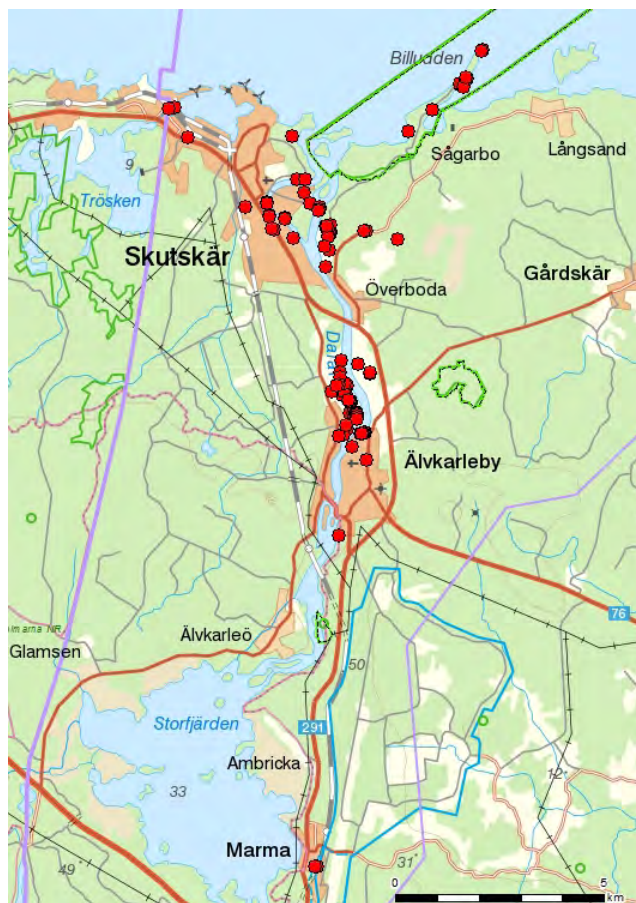 Billudden
9
Sågarbo
Långsand
Trösken
Skutskär
Gårdskär
Överboda
Älvkarleby
76
Älvkarleö
Glamsen
50
Storfjärden
291
Ambricka
33
12
Marma
31
49
0 5
km